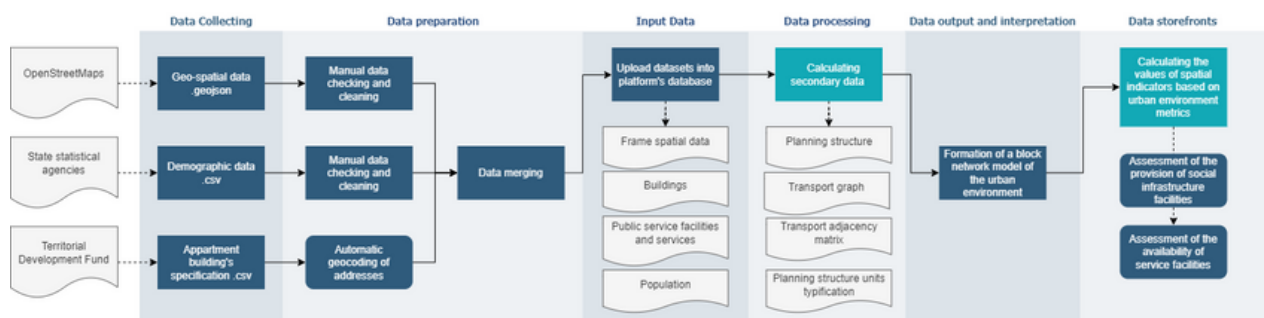 Data Collecting
Data preparation
Input Data
Data processing
Data output and interpretation
Data storefronts
OpenStreetMaps
Geo-spatial data
.geojson
Manual data
checking and
cleaning
Upload datasets into
platform's database
Calculating
secondary data
Calculating the
values of spatial
indicators based on
urban environment
metrics
State statistical
agencies
Demographic data
.csv
Manual data
checking and
cleaning
Data merging
Frame spatial data
Buildings
Public service facilities
and services
Population
Planning structure
Transport graph
Transport adjacency
matrix
Planning structure units
typification
Formation of a block
network model of
the urban
environment
Assessment of the
provision of social
infrastructure
facilities
Assessment of the
availability of
service facilities
Territorial
Development Fund
Appartment
building's
specification .csv
Automatic
geocoding of
addresses